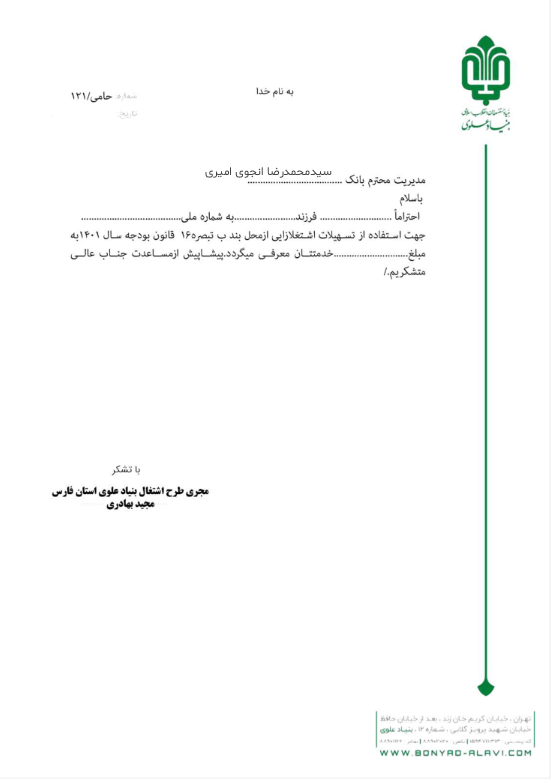 بنیاد مستضعفان انقلاب اسلامی
بنیاد علوی
به نام خدا
شماره: حامی/۱۲۱
تاریخ:
مدیریت محترم بانک سیدمحمدرضا انجوی امیری
باسلام
احتراماً .......................... فرزند........................به شماره ملی.....................................
جهت استفاده از تسهیلات اشتغلازایی ازمحل بند ب تبصره۱۶ قانون بودجه سال ۱۴۰۱به
مبلغ............................خدمتتان معرفی میگردد.پیشاپیش ازمساعدت جناب عالی
متشکریم./
با تشکر
مجری طرح اشتغال بنیاد علوی استان فارس
مجید بهادری
تهران ، خیابان کریم خان زند ، بعد از خیابان حافظ
خیابان شهید پرویز گلابی ، شماره ۱۲ ، بنیاد علوی
WWW.BONYAD-ALAVI.COM